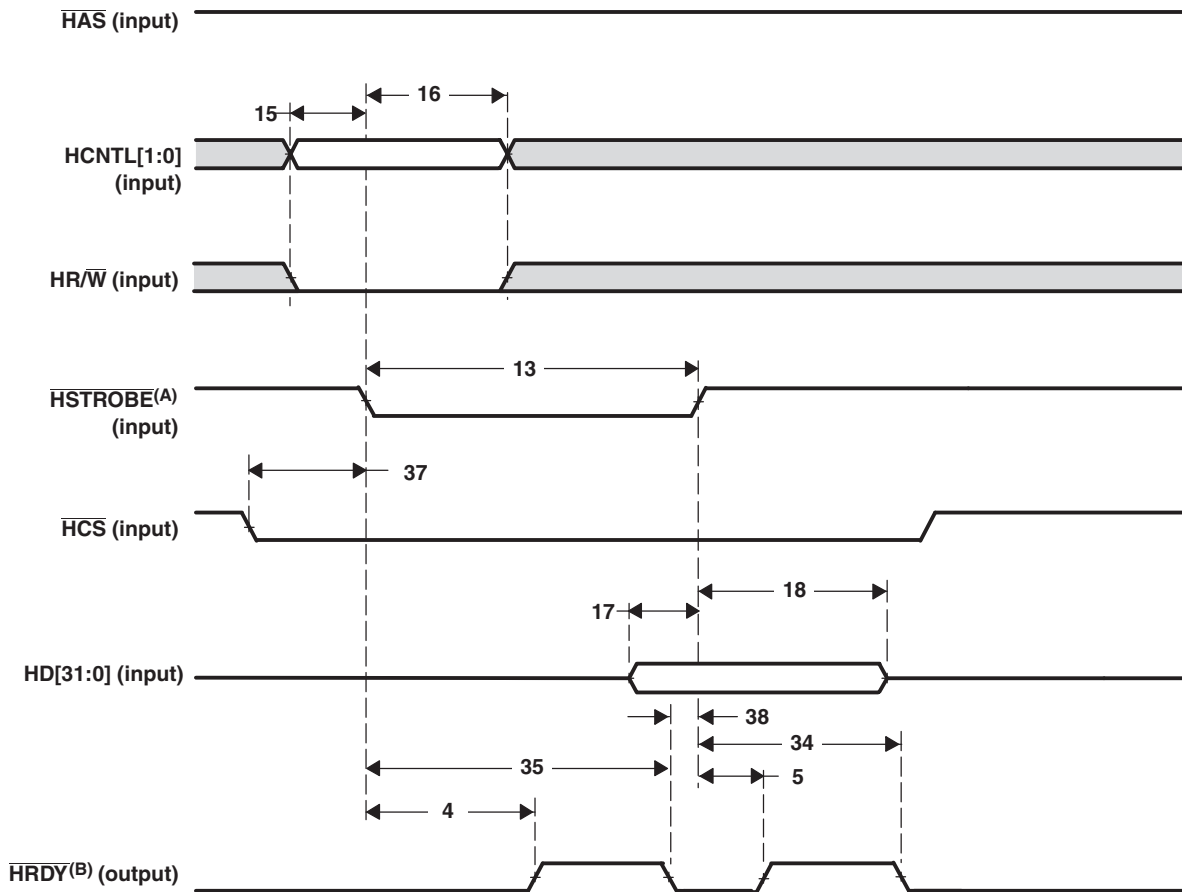 HAS (input)
16
15
HCNTL[1:0]
(input)
HR/W (input)
13
HSTROBE(A)
(input)
37
HCS (input)
18
17
HD[31:0] (input)
38
34
35
5
4
HRDY(B) (output)